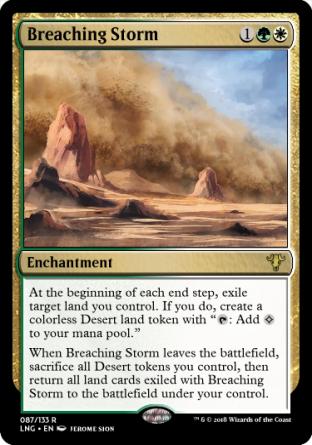 Breaching Storm 1
Enchantment
At the beginning of each end step, exile
target land you control. If you do, create a
colorless Desert land token with “: Add
to your mana pool.”
When Breaching Storm leaves the battlefield,
sacrifice all Desert tokens you control, then
return all land cards exiled with Breaching
Storm to the battlefield under your control.
087/133 R
LNG • EN JEROME SION
™ & © 2018 Wizards of the Coast